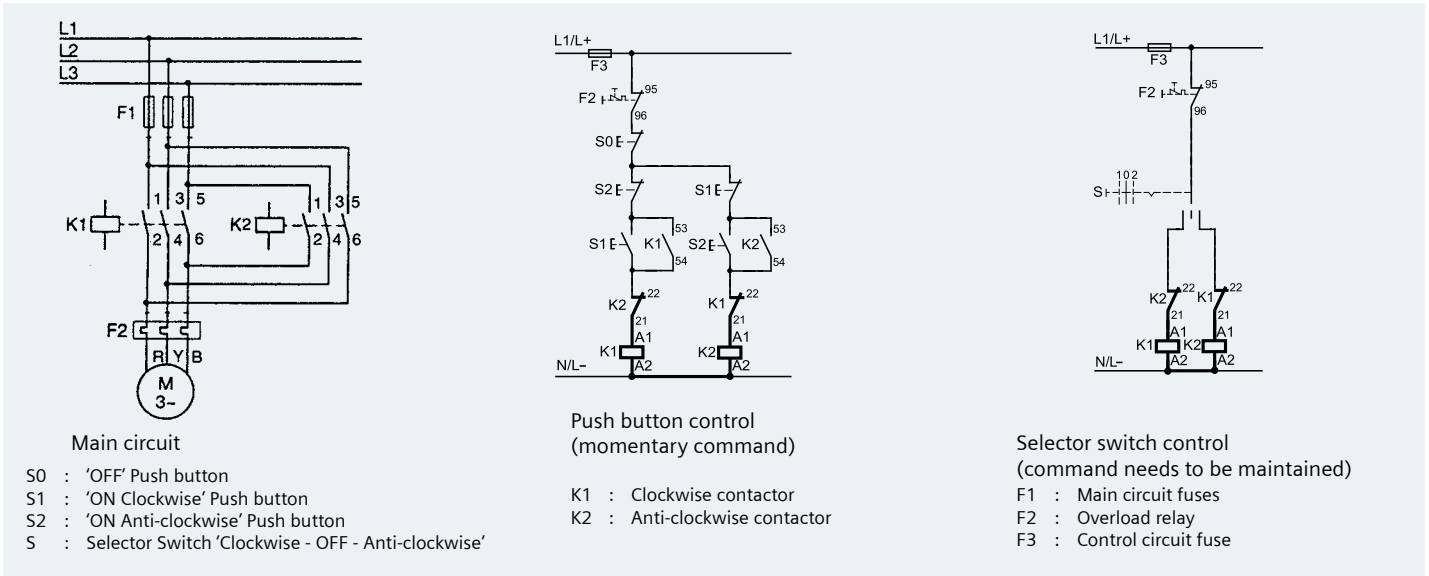 L1
L2
L3
F1
1 3 5
K1
2 4 6
1 3 5
K2
2 4 6
F2
R Y B
M
3~
Main circuit
S0 : ‘OFF’ Push button
S1 : ‘ON Clockwise’ Push button
S2 : ‘ON Anti-clockwise’ Push button
S : Selector Switch ‘Clockwise - OFF - Anti-clockwise‘
L1/L+
F3
F2 95
96
S0
S2 S1
53 53
S1 K1 S2 K2
54 54
22 22
K2 K1
21 21
A1 A1
K1 K2
A2 A2
N/L–
Push button control
(momentary command)
K1 : Clockwise contactor
K2 : Anti-clockwise contactor
L1/L+
F3
F2 95
96
1 0 2
S
22 22
K2 K1
21 21
A1 A1
K1 K2
A2 A2
N/L–
Selector switch control
(command needs to be maintained)
F1 : Main circuit fuses
F2 : Overload relay
F3 : Control circuit fuse